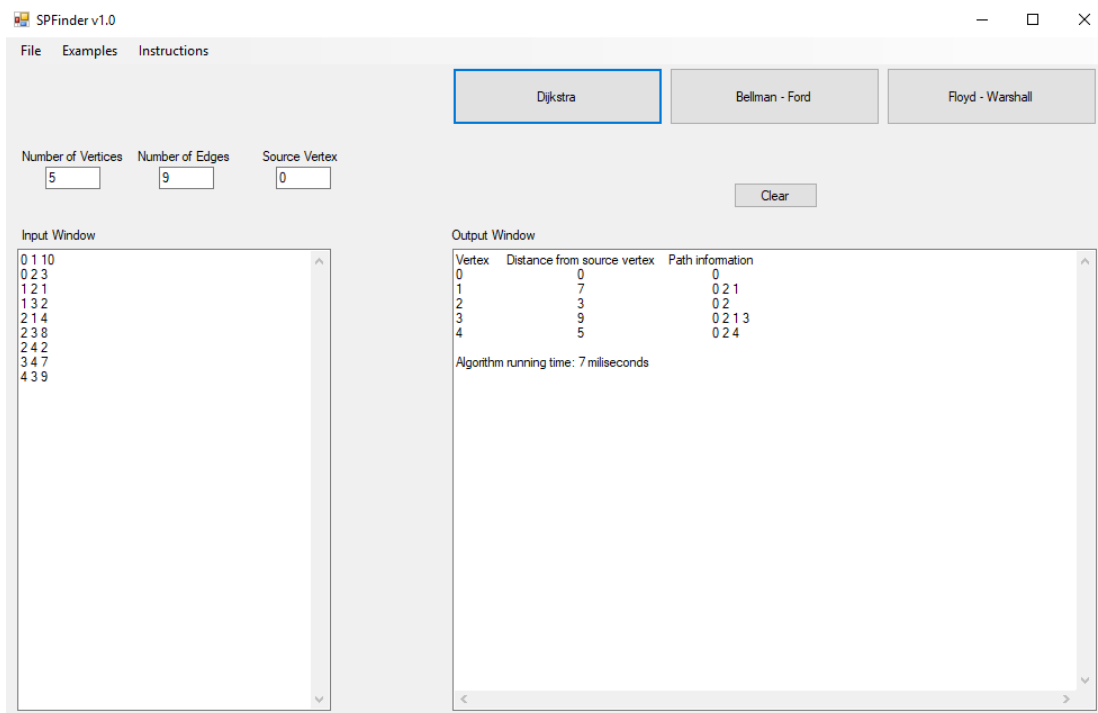 SPFinder v1.0
File Examples Instructions
Dijkstra Bellman - Ford Floyd - Warshall
Number of Vertices Number of Edges Source Vertex
5 9 0
Clear
Input Window
0 1 10
0 2 3
1 2 1
1 3 2
2 1 4
2 3 8
2 4 2
3 4 7
4 3 9
Output Window
Vertex Distance from source vertex Path information
0 0 0
1 7 0 2 1
2 3 0 2
3 9 0 2 1 3
4 5 0 2 4
Algorithm running time: 7 miliseconds